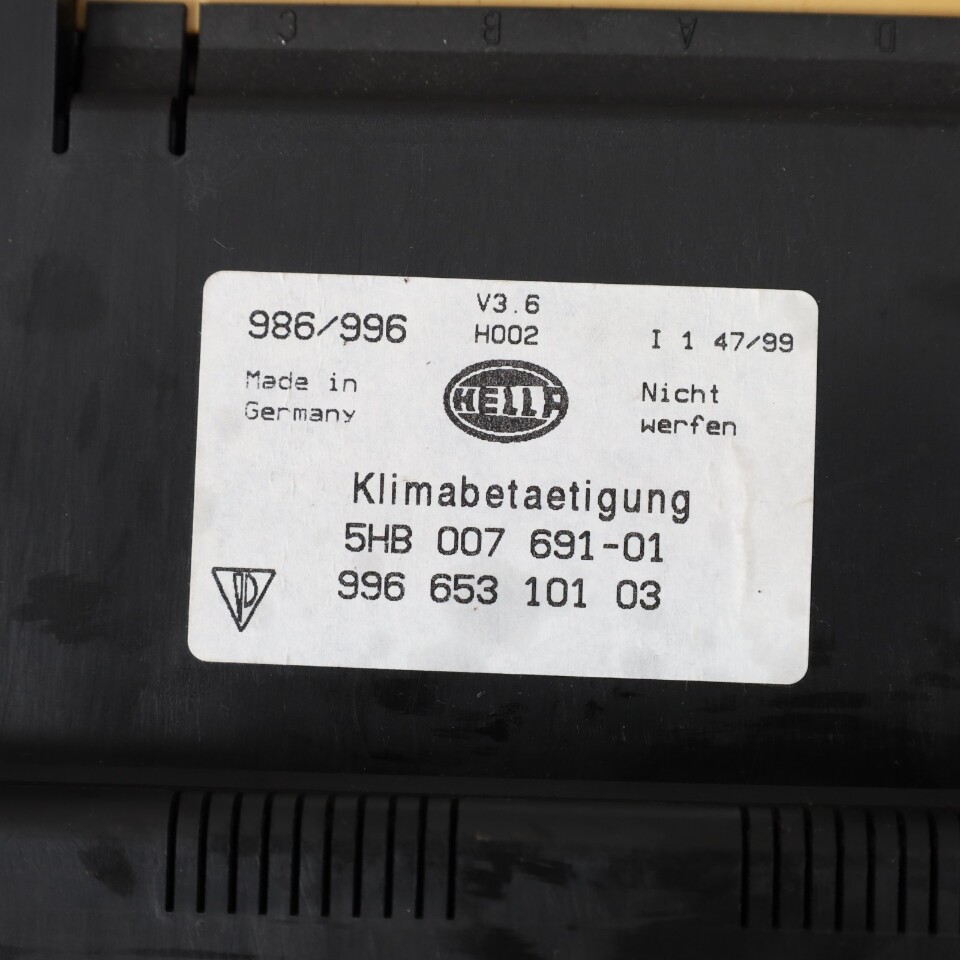 C B A D
986/996
V3.6
H002
I 1 47/99
Made in
Germany
HELLA
Nicht
werfen
Klimabetaetigung
5HB 007 691-01
996 653 101 03